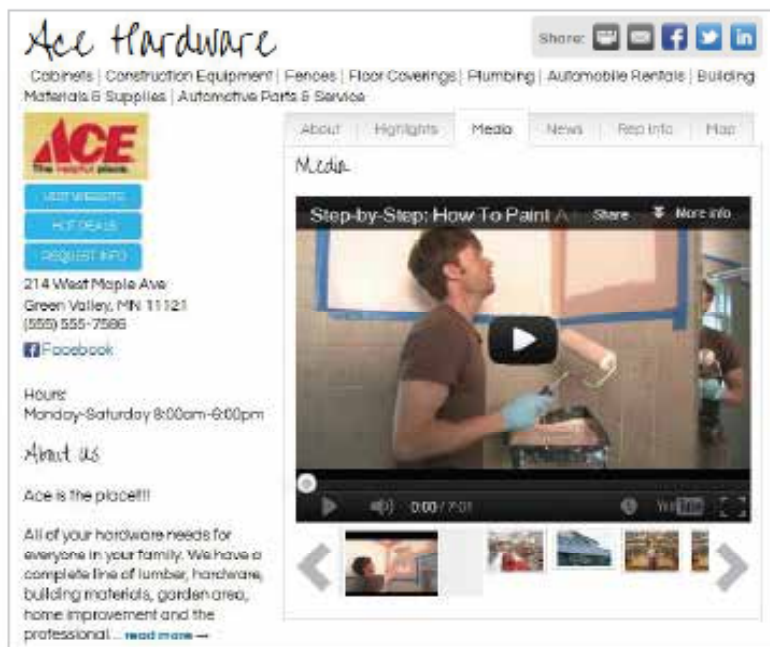 Ace Hardware
Share:
Cabinets | Construction Equipment | Fences | Floor Coverings | Plumbing | Automobile Rentals | Building
Materials & Supplies | Automotive Parts & Service
ACE
The helpful place.
VISIT WEBSITE
HOT DEALS
REQUEST INFO
214 West Maple Ave
Green Valley, MN 11121
(555) 555-7586
Facebook
Hours:
Monday-Saturday 8:00am-6:00pm
About Us
Ace is the place!!!!
All of your hardware needs for
everyone in your family. We have a
complete line of lumber, hardware,
building materials, garden area,
home improvement and the
professional... read more →
About
Highlights
Media
News
Rep Info
Map
Media
Step-by-Step: How To Paint A
Share
More info
0:00 / 7:01
YouTube